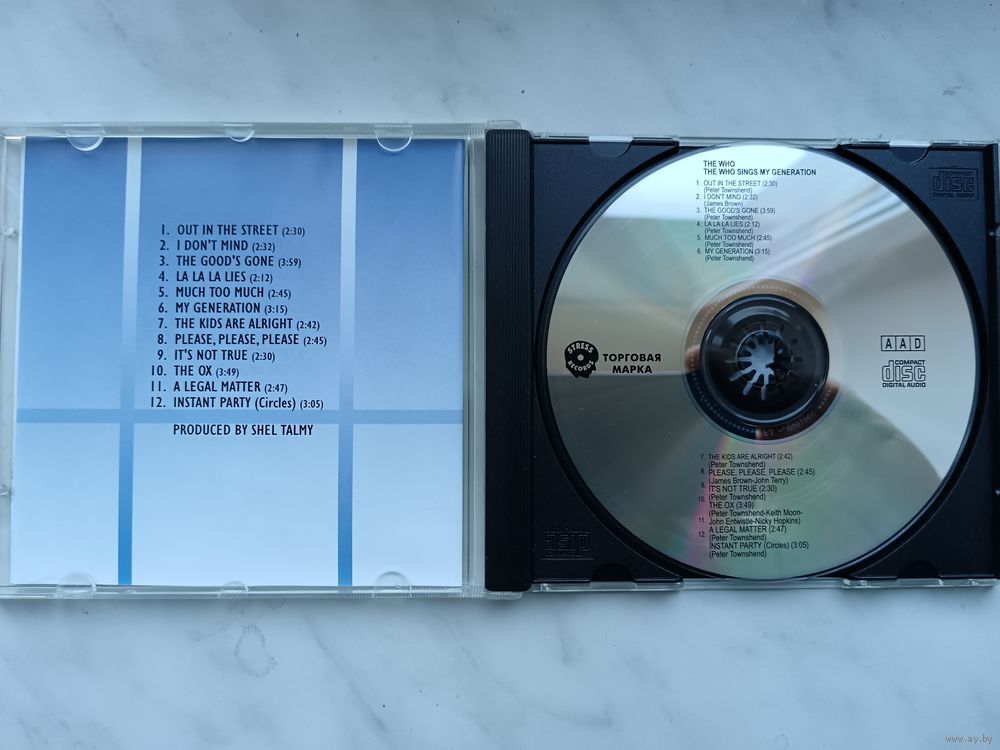 1. OUT IN THE STREET (2:30)
2. I DON'T MIND (2:32)
3. THE GOOD'S GONE (3:59)
4. LA LA LA LIES (2:12)
5. MUCH TOO MUCH (2:45)
6. MY GENERATION (3:15)
7. THE KIDS ARE ALRIGHT (2:42)
8. PLEASE, PLEASE, PLEASE (2:45)
9. IT'S NOT TRUE (2:30)
10. THE OX (3:49)
11. A LEGAL MATTER (2:47)
12. INSTANT PARTY (Circles) (3:05)
PRODUCED BY SHEL TALMY
THE WHO
THE WHO SINGS MY GENERATION
1. OUT IN THE STREET (2:30)
(Peter Townshend)
2. I DON'T MIND (2:32)
(James Brown)
3. THE GOOD'S GONE (3:59)
(Peter Townshend)
4. LA LA LA LIES (2:12)
(Peter Townshend)
5. MUCH TOO MUCH (2:45)
(Peter Townshend)
6. MY GENERATION (3:15)
(Peter Townshend)
STRESS
RECORDS
ТОРГОВАЯ
МАРКА
AAD
COMPACT
disc
DIGITAL AUDIO
7. THE KIDS ARE ALRIGHT (2:42)
(Peter Townshend)
8. PLEASE, PLEASE, PLEASE (2:45)
(James Brown-John Terry)
9. IT'S NOT TRUE (2:30)
(Peter Townshend)
10. THE OX (3:49)
(Peter Townshend-Keith Moon-
11. John Entwistle-Nicky Hopkins)
A LEGAL MATTER (2:47)
12. (Peter Townshend)
INSTANT PARTY (Circles) (3:05)
(Peter Townshend)
COMPACT
disc
DIGITAL AUDIO
disc
www.ay.by